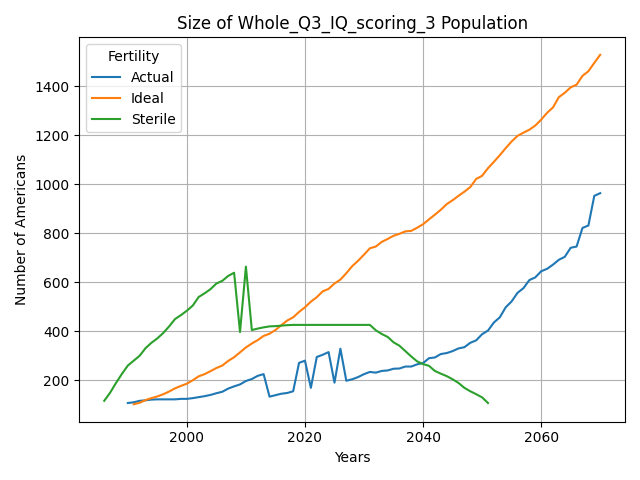 Size of Whole_Q3_IQ_scoring_3 Population
Fertility
Actual
Ideal
Sterile
Number of Americans
1400
1200
1000
800
600
400
200
2000
2020
2040
2060
Years